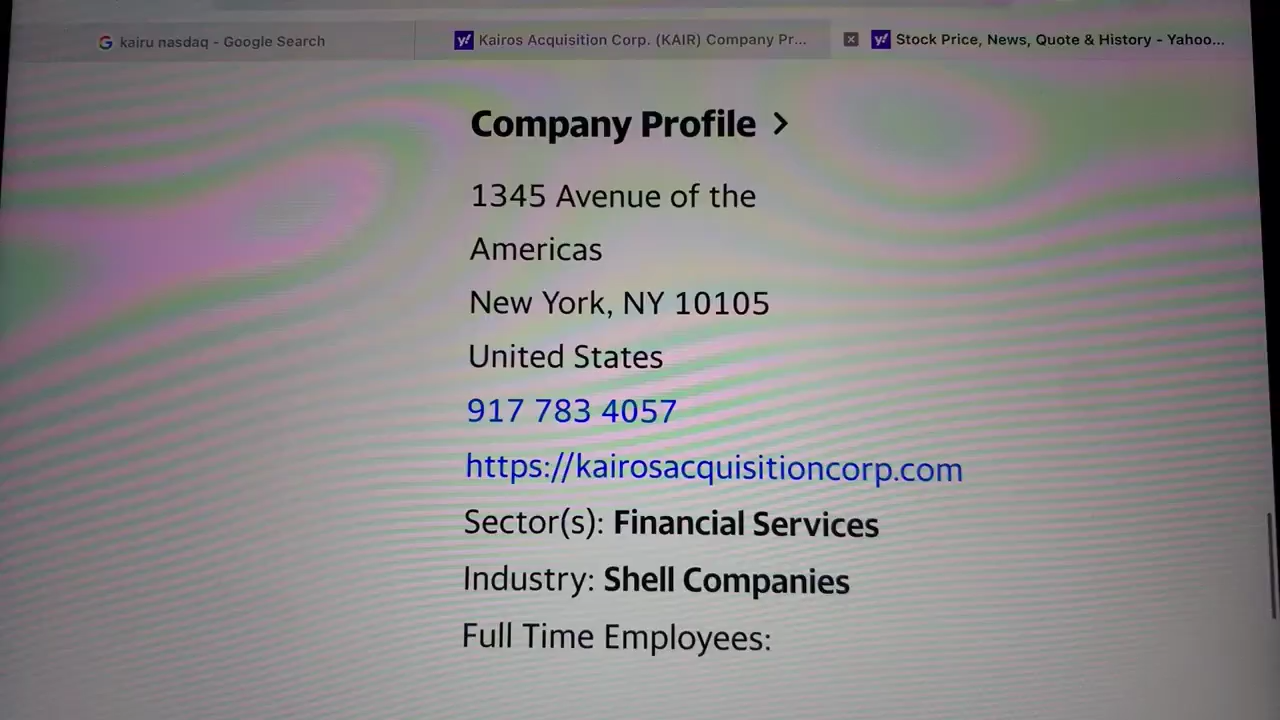 kairu nasdaq - Google Search
Kairos Acquisition Corp. (KAIR) Company Pr...
Stock Price, News, Quote & History - Yahoo...
Company Profile
1345 Avenue of the
Americas
New York, NY 10105
United States
917 783 4057
https://kairosacquisitioncorp.com
Sector(s): Financial Services
Industry: Shell Companies
Full Time Employees: